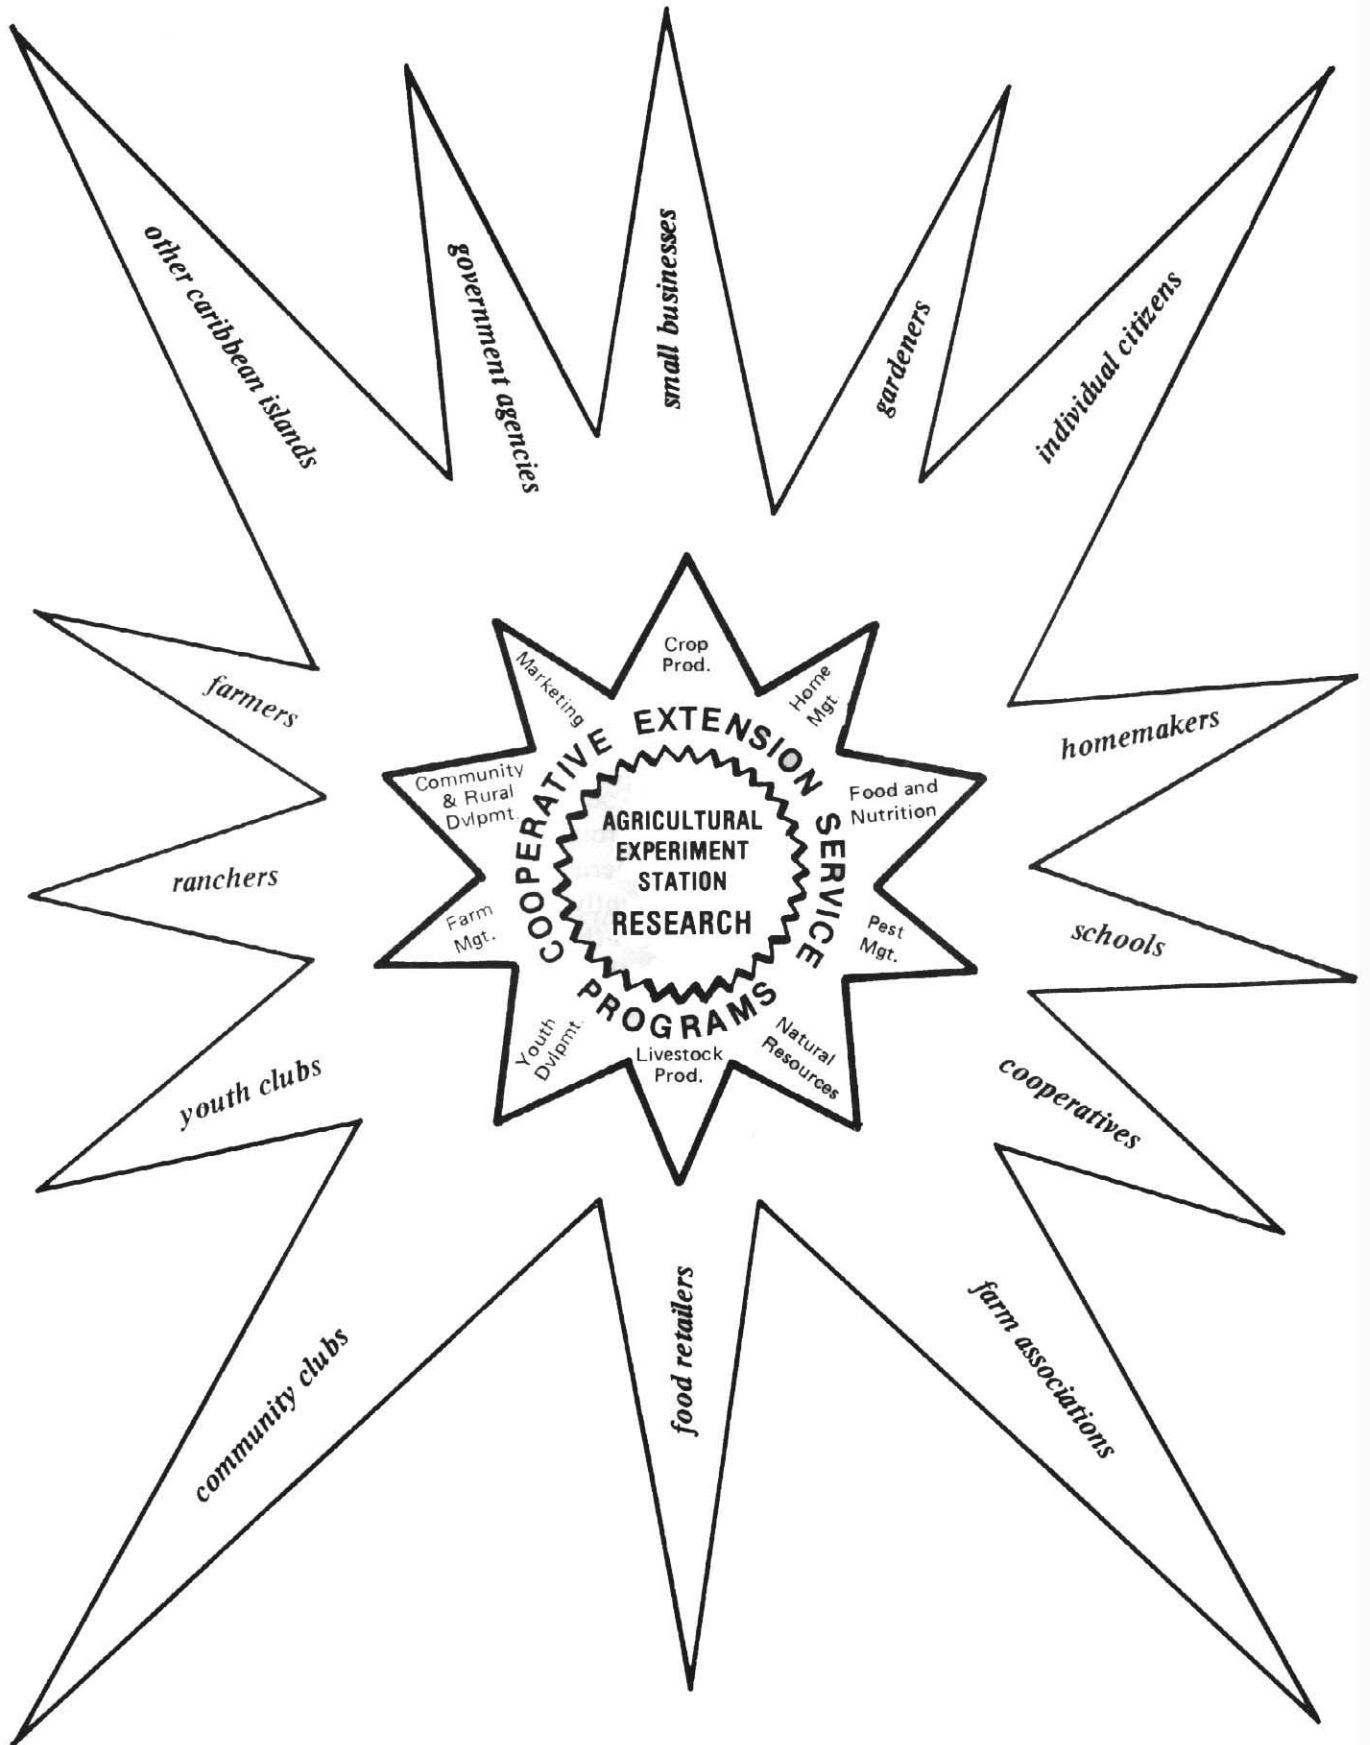 other caribbean islands
government agencies
small businesses
gardeners
individual citizens
farmers
homemakers
ranchers
schools
youth clubs
cooperatives
community clubs
food retailers
farm associations
Crop
Prod.
Marketing
Home
Mgt.
Community
& Rural
Dvlpmt.
Food and
Nutrition
Farm
Mgt.
Pest
Mgt.
Youth
Dvlpmt.
Livestock
Prod.
Natural
Resources
COOPERATIVE EXTENSION SERVICE
PROGRAMS
AGRICULTURAL
EXPERIMENT
STATION
RESEARCH